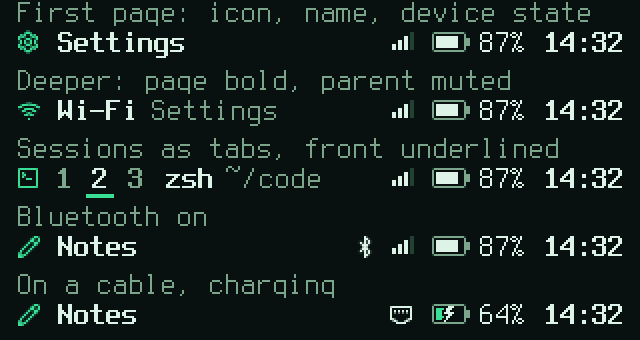 First page: icon, name, device state
Settings 87% 14:32
Deeper: page bold, parent muted
Wi-Fi Settings 87% 14:32
Sessions as tabs, front underlined
1 2 3 zsh ~/code 87% 14:32
Bluetooth on
Notes 87% 14:32
On a cable, charging
Notes 64% 14:32